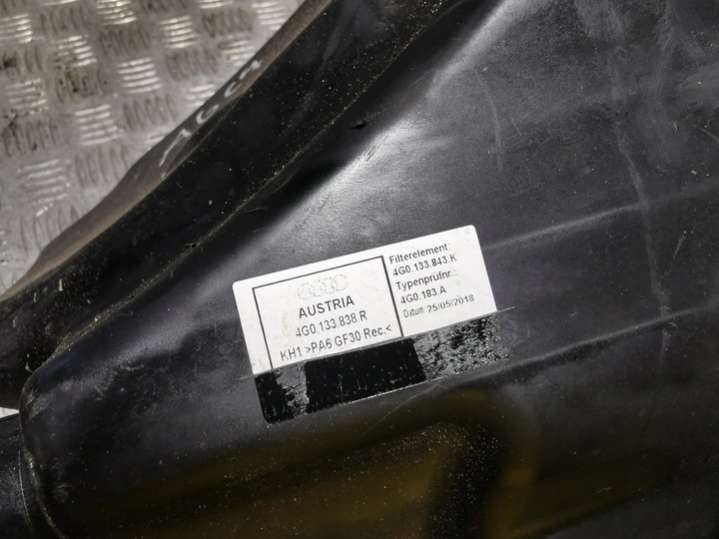 AUSTRIA
4G0.133.838.R
KH1 >PA6 GF30 Rec.<
Filterelement:
4G0.133.843.K
Typenprüfnr.:
4G0.183.A
Datum: 25/05/2018